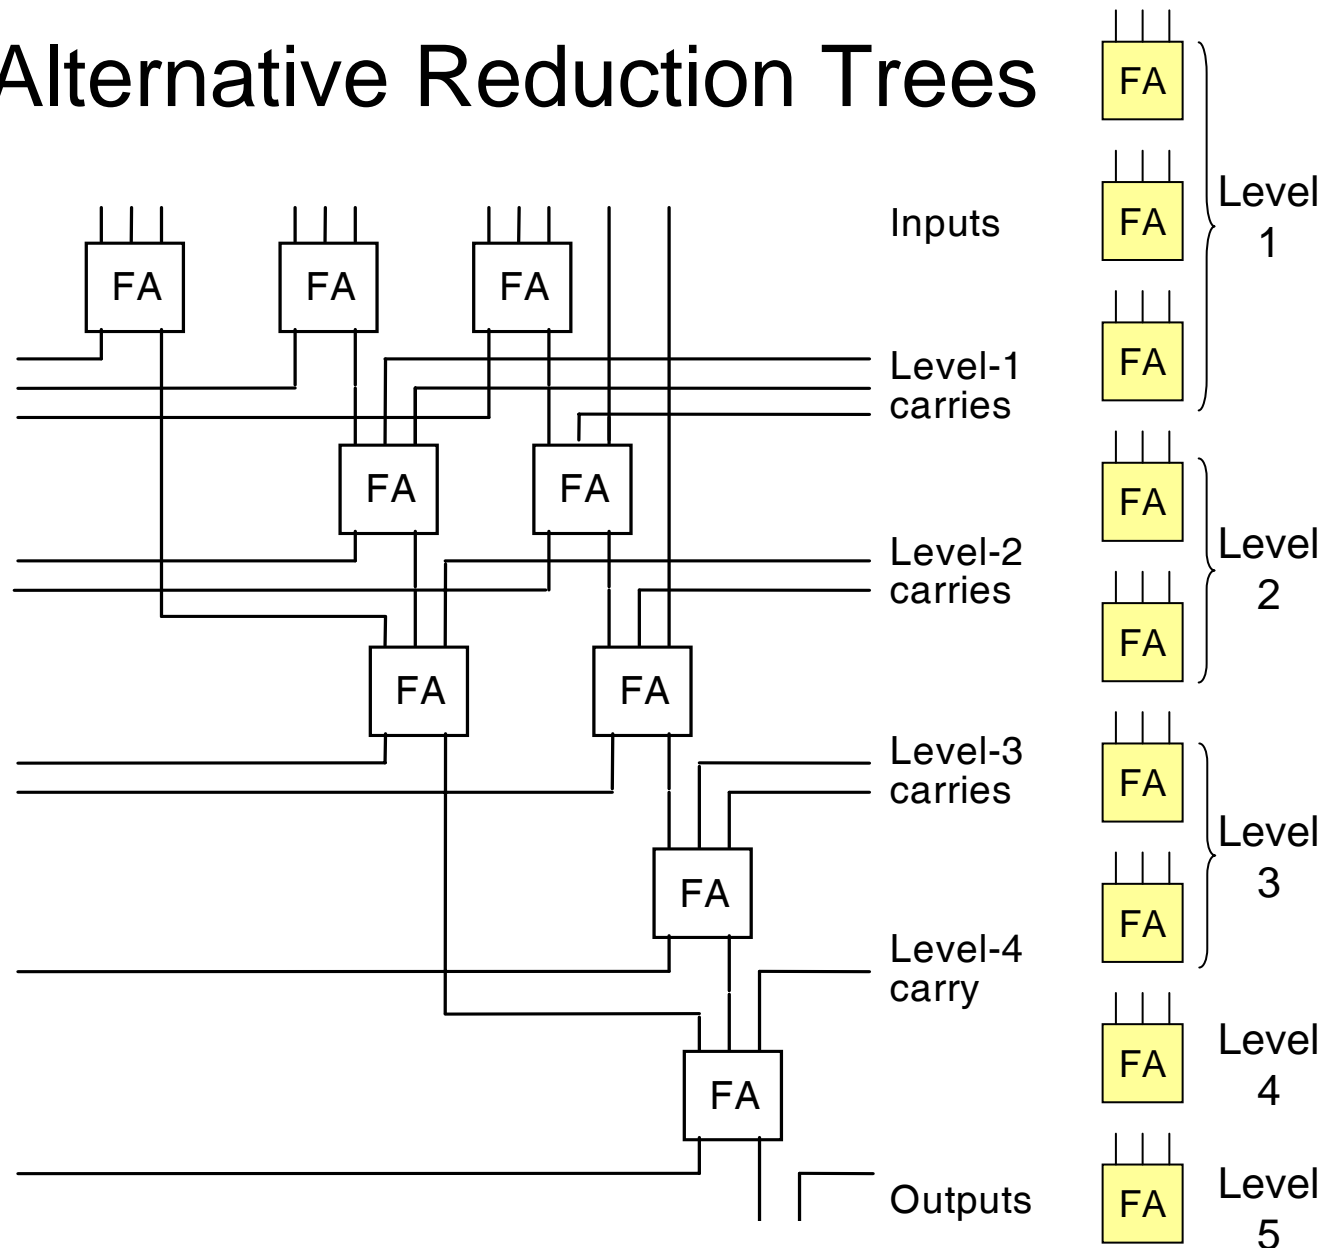 Alternative Reduction Trees
Inputs
FA FA FA
Level-1
carries
FA FA
Level-2
carries
FA FA
Level-3
carries
FA
Level-4
carry
FA
Outputs
FA
FA
FA
Level
1
FA
FA
Level
2
FA
FA
Level
3
FA
Level
4
FA
Level
5